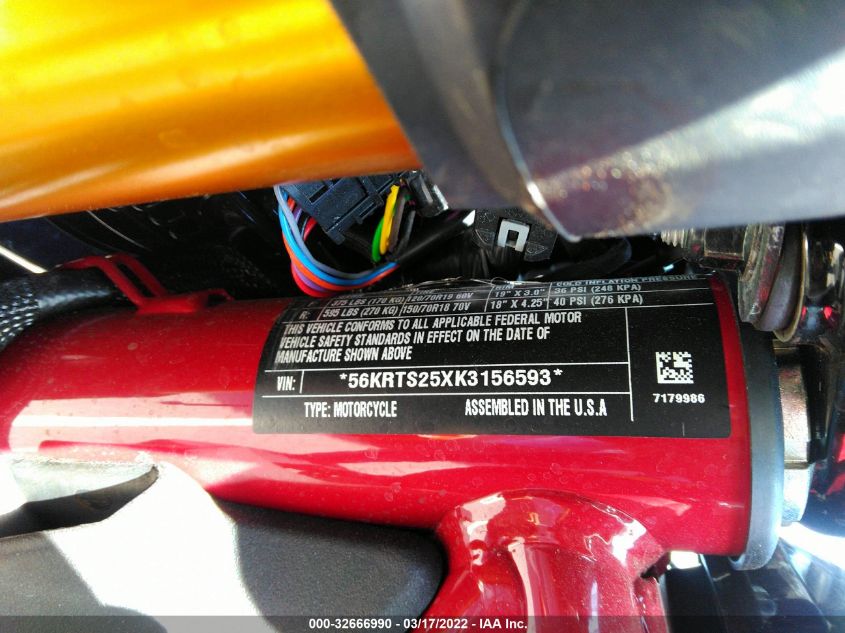 COLD INFLATION PRESSURE
375 LBS (170 KG) 120/70R19 60V 19" X 3.0" 36 PSI (248 KPA)
R: 595 LBS (270 KG) 150/70R18 70V 18" X 4.25" 40 PSI (276 KPA)
THIS VEHICLE CONFORMS TO ALL APPLICABLE FEDERAL MOTOR
VEHICLE SAFETY STANDARDS IN EFFECT ON THE DATE OF
MANUFACTURE SHOWN ABOVE
VIN: *56KRTS25XK3156593*
7179986
TYPE: MOTORCYCLE ASSEMBLED IN THE U.S.A
000-32666990 - 03/17/2022 - IAA Inc.